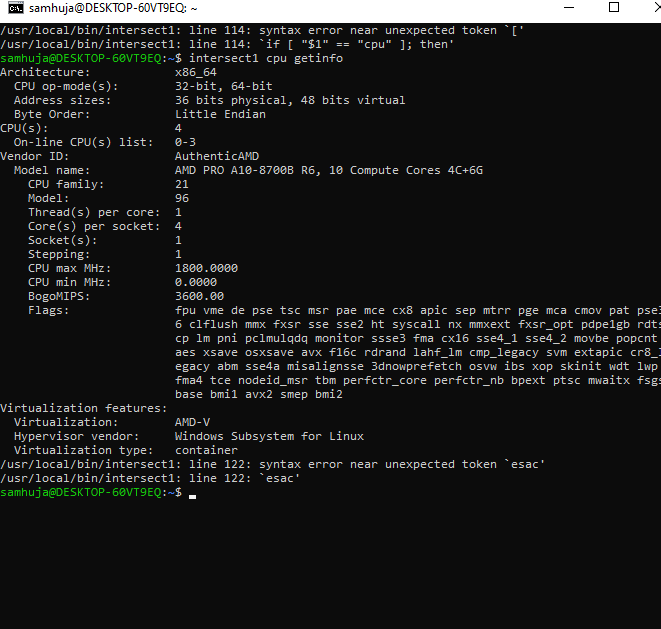 samhuja@DESKTOP-60VT9EQ: ~
/usr/local/bin/intersect1: line 114: syntax error near unexpected token `['
/usr/local/bin/intersect1: line 114: `if [ "$1" == "cpu" ]; then'
samhuja@DESKTOP-60VT9EQ:~$ intersect1 cpu getinfo
Architecture: x86_64
CPU op-mode(s): 32-bit, 64-bit
Address sizes: 36 bits physical, 48 bits virtual
Byte Order: Little Endian
CPU(s): 4
On-line CPU(s) list: 0-3
Vendor ID: AuthenticAMD
Model name: AMD PRO A10-8700B R6, 10 Compute Cores 4C+6G
CPU family: 21
Model: 96
Thread(s) per core: 1
Core(s) per socket: 4
Socket(s): 1
Stepping: 1
CPU max MHz: 1800.0000
CPU min MHz: 0.0000
BogoMIPS: 3600.00
Flags: fpu vme de pse tsc msr pae mce cx8 apic sep mtrr pge mca cmov pat pse3
6 clflush mmx fxsr sse sse2 ht syscall nx mmxext fxsr_opt pdpe1gb rdts
cp lm pni pclmulqdq monitor ssse3 fma cx16 sse4_1 sse4_2 movbe popcnt
aes xsave osxsave avx f16c rdrand lahf_lm cmp_legacy svm extapic cr8_l
egacy abm sse4a misalignsse 3dnowprefetch osvw ibs xop skinit wdt lwp
fma4 tce nodeid_msr tbm perfctr_core perfctr_nb bpext ptsc mwaitx fsgs
base bmi1 avx2 smep bmi2
Virtualization features:
Virtualization: AMD-V
Hypervisor vendor: Windows Subsystem for Linux
Virtualization type: container
/usr/local/bin/intersect1: line 122: syntax error near unexpected token `esac'
/usr/local/bin/intersect1: line 122: `esac'
samhuja@DESKTOP-60VT9EQ:~$